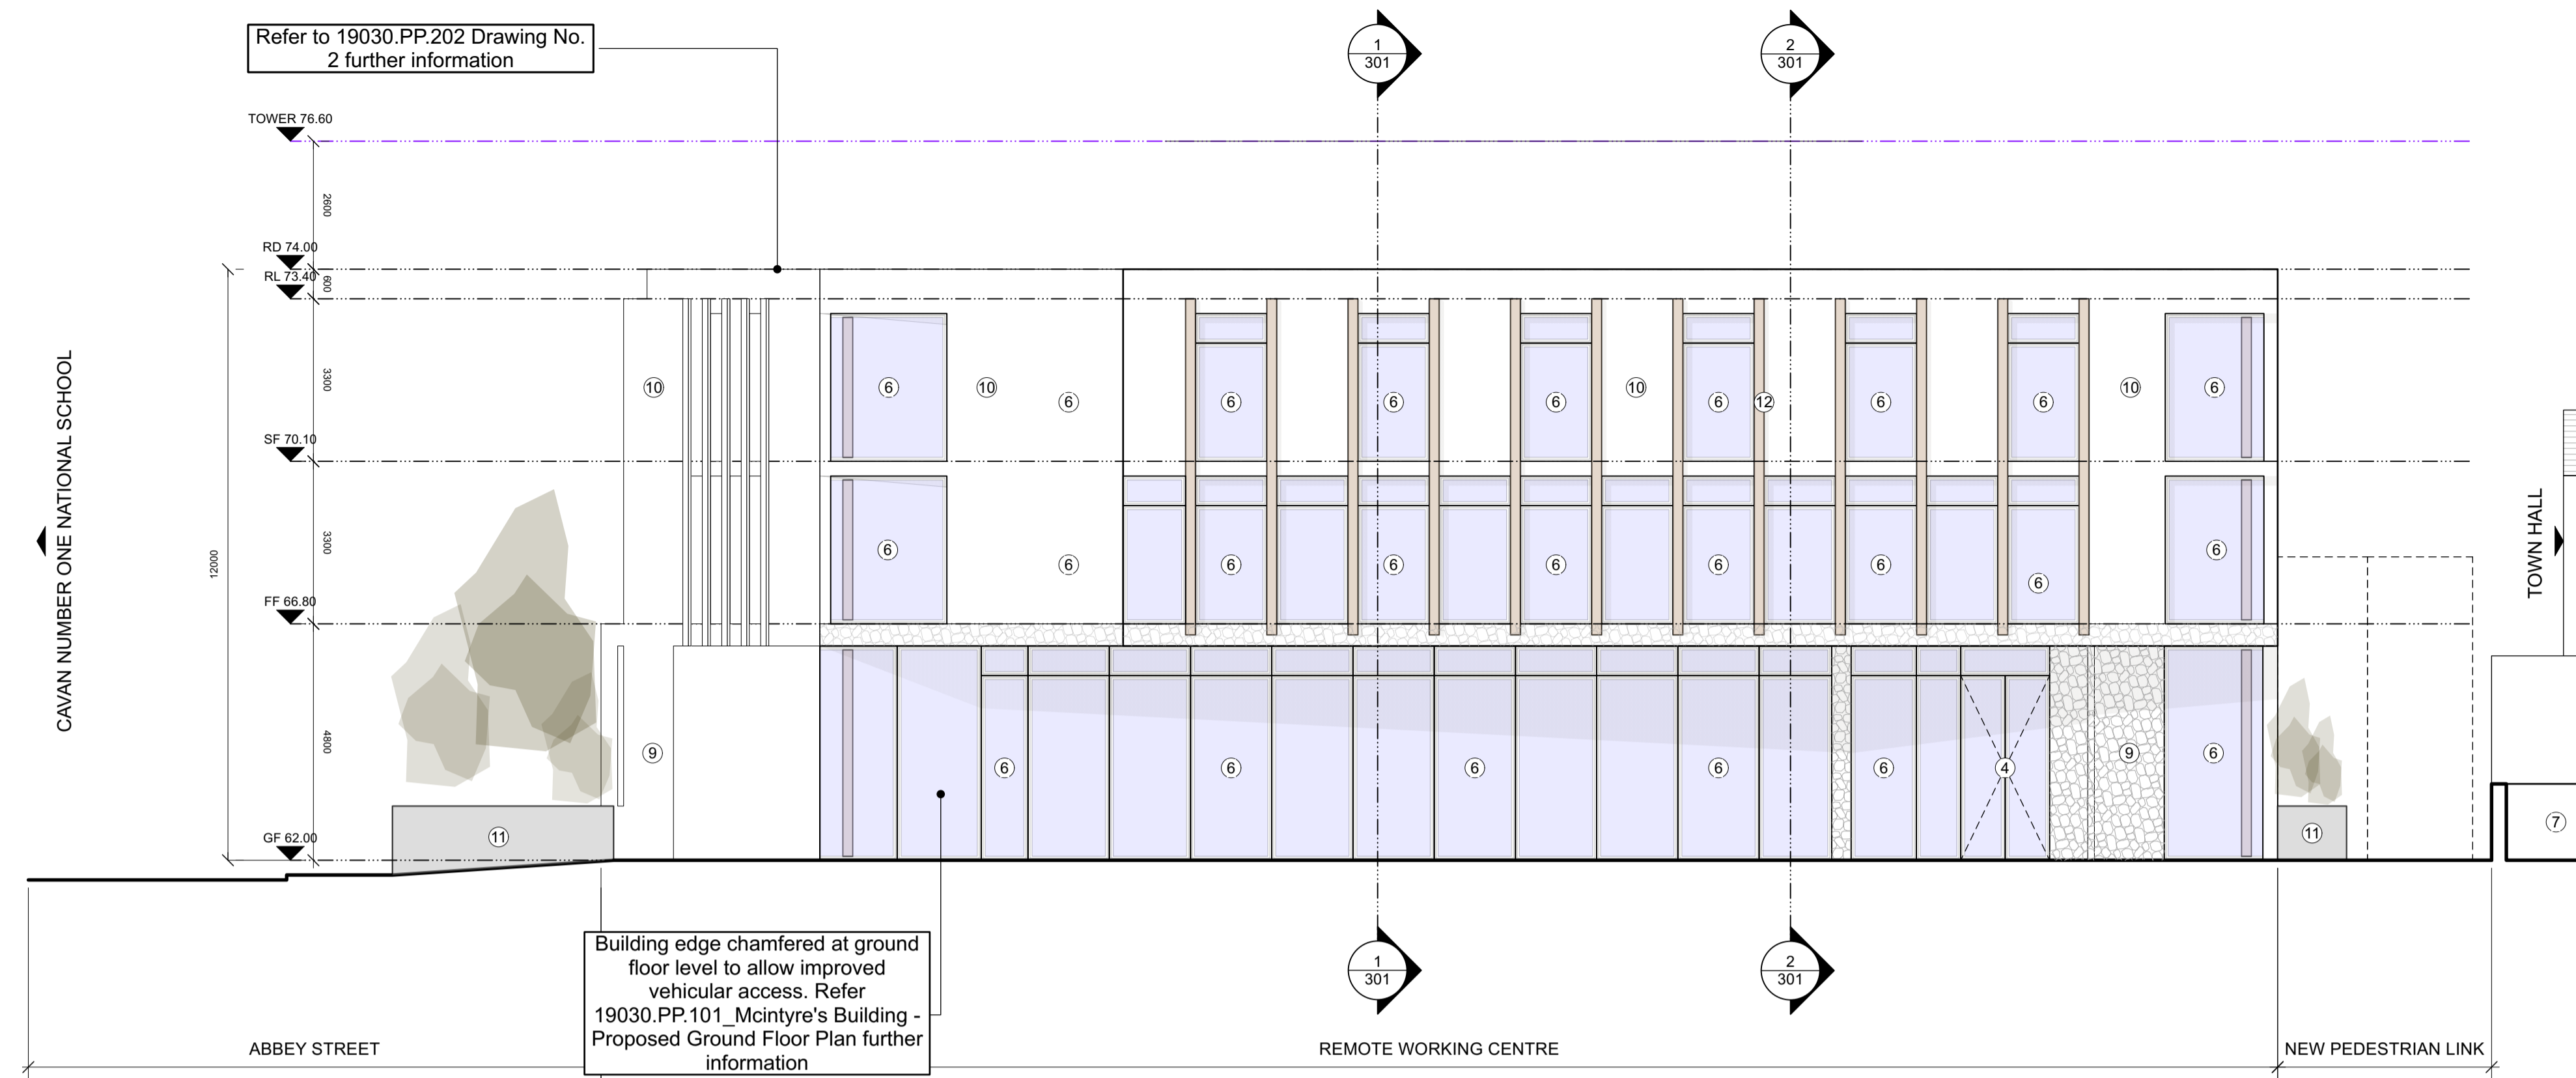 Refer to 19030.PP.202 Drawing No.
2 further information
1
301
2
301
TOWER 76.60
2600
RD 74.00
RL 73.40
600
3300
SF 70.10
3300
FF 66.80
4800
GF 62.00
12000
CAVAN NUMBER ONE NATIONAL SCHOOL
TOWN HALL
10
6
10
6
6
6
6
10
6
12
6
6
10
6
6
6
6
6
6
6
6
6
6
9
6
6
6
6
6
4
9
6
11
11
7
Building edge chamfered at ground
floor level to allow improved
vehicular access. Refer
19030.PP.101_Mcintyre's Building -
Proposed Ground Floor Plan further
information
1
301
2
301
ABBEY STREET
REMOTE WORKING CENTRE
NEW PEDESTRIAN LINK